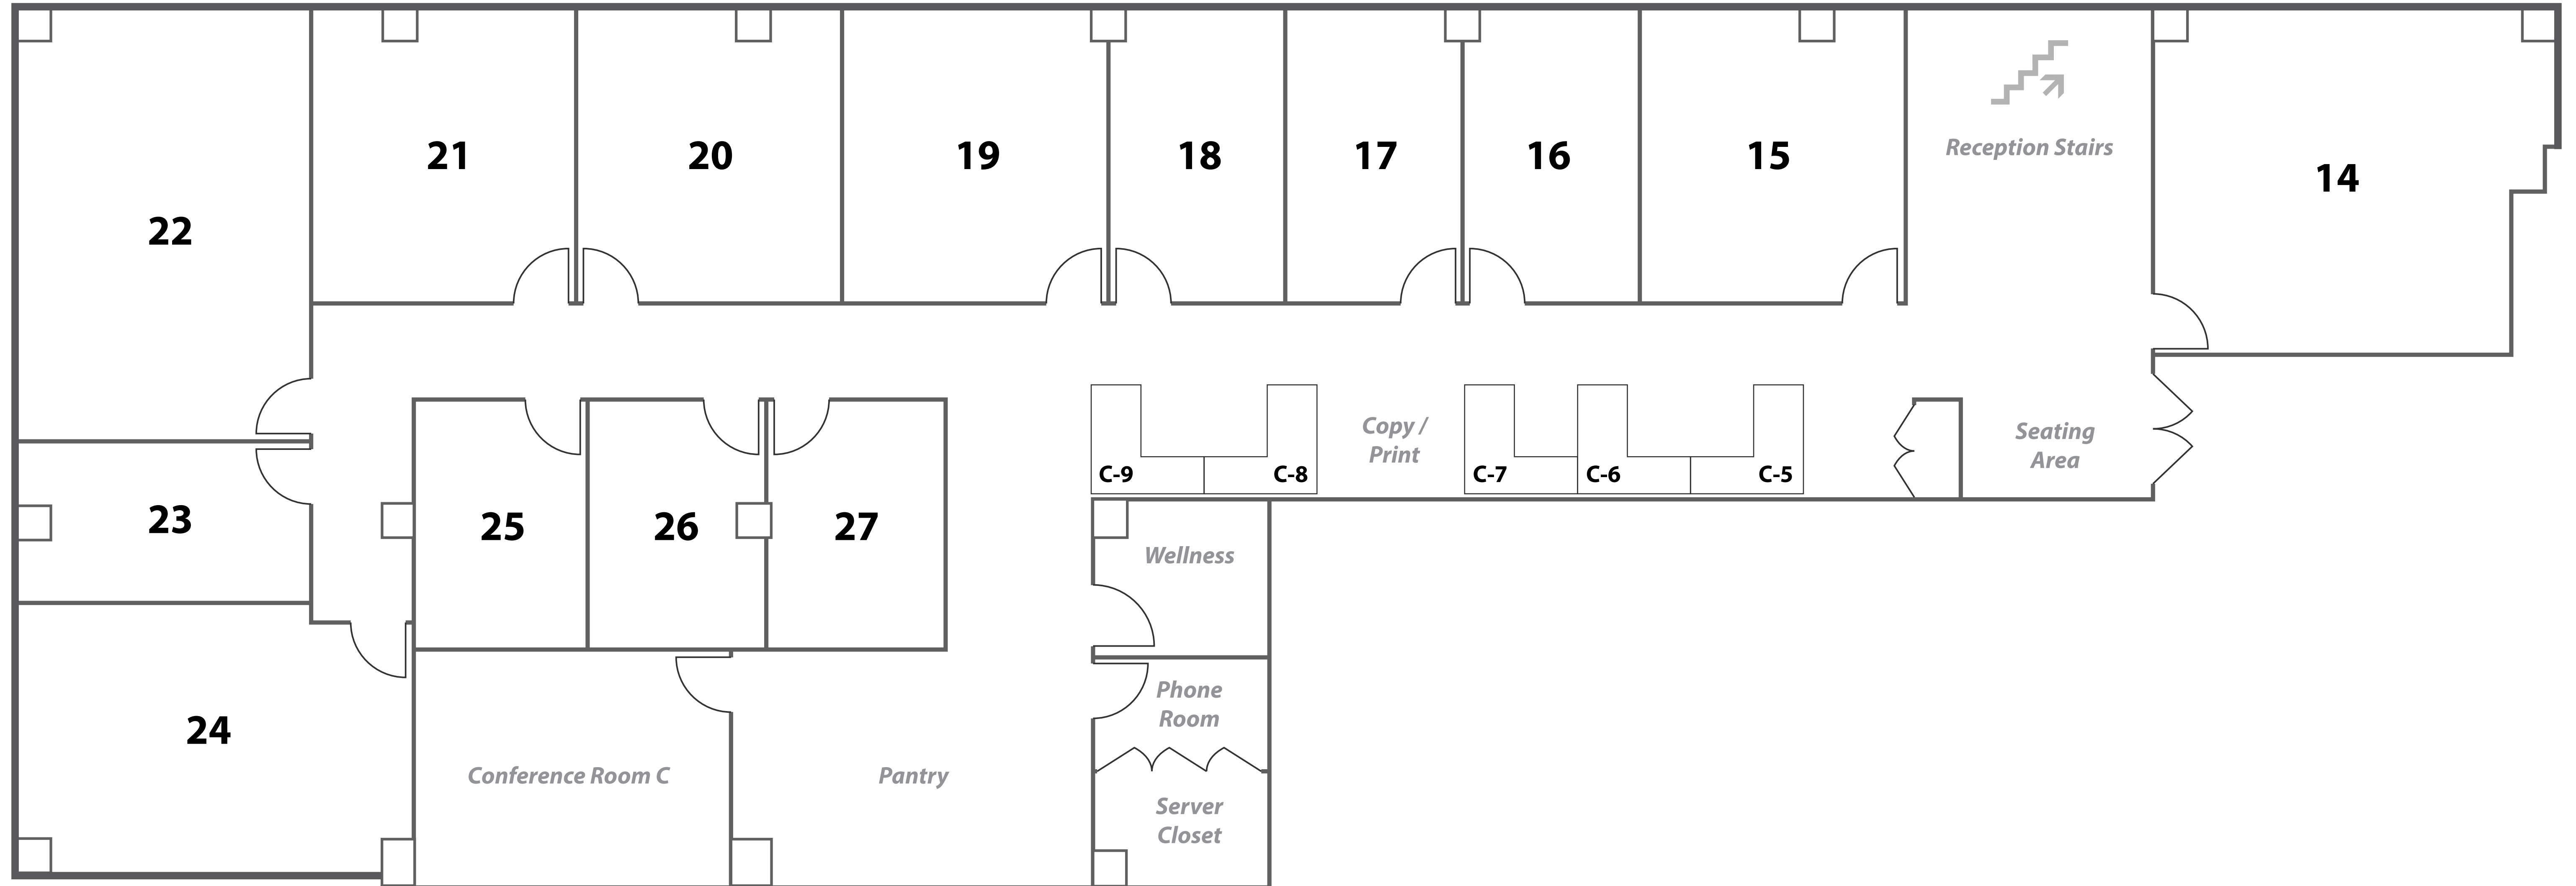 21
20
19
18
17
16
15
Reception Stairs
14
22
Copy /
Print
Seating
Area
C-9
C-8
C-7
C-6
C-5
23
25
26
27
Wellness
Phone
Room
24
Conference Room C
Pantry
Server
Closet